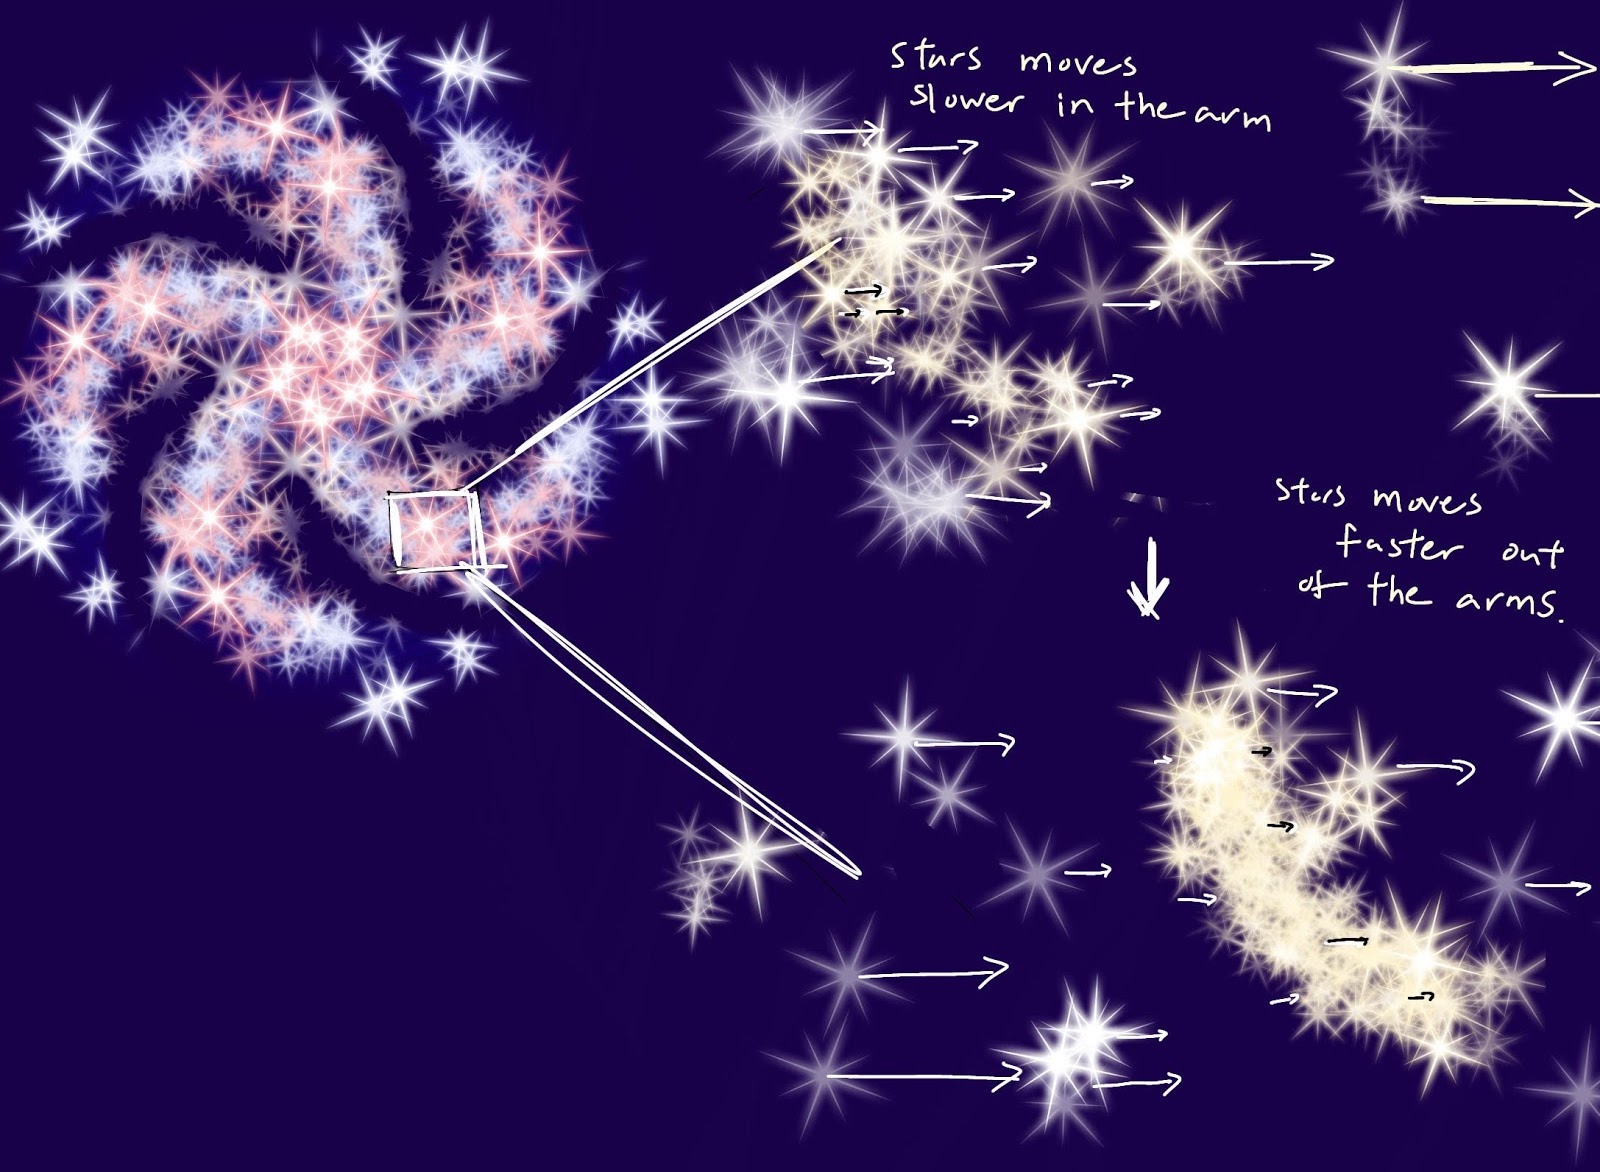 stars moves
slower in the arm
stars moves
faster out
of the arms.